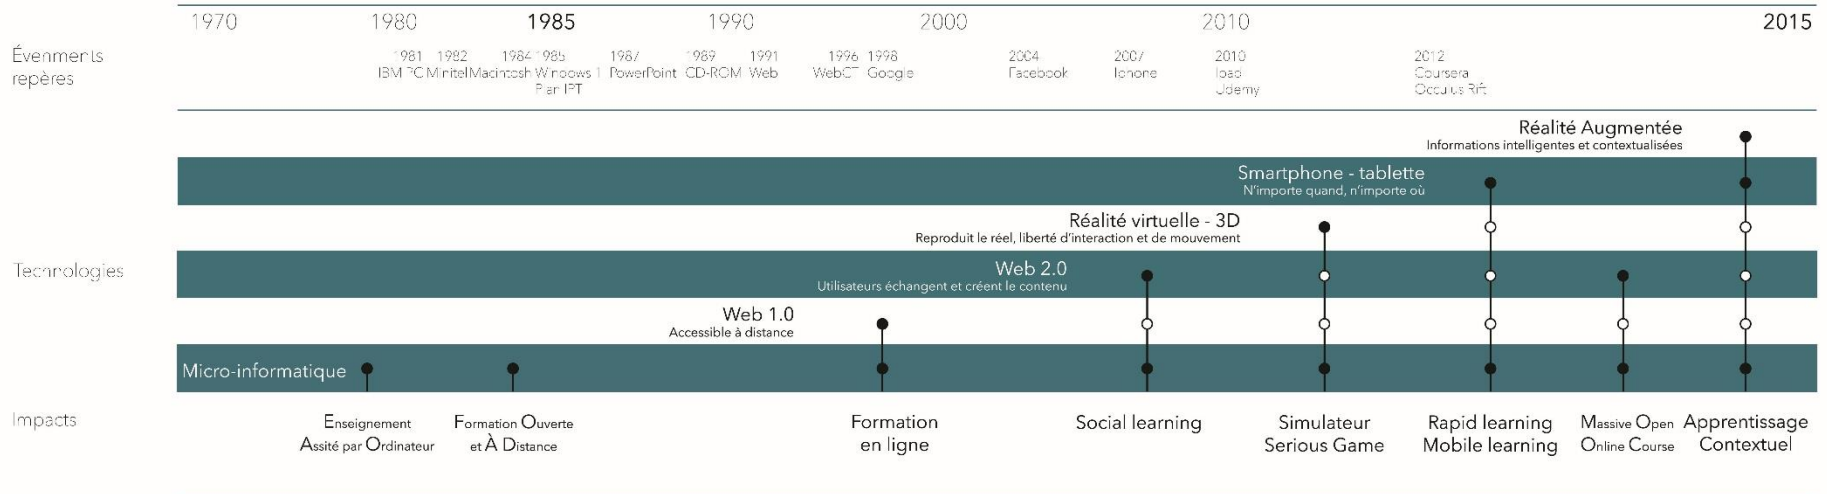 1970 1980 1985 1990 2000 2010 2015
Évenments
repères
1981 1982 1984 1985 1987 1989 1991 1996 1998 2004 2007 2010 2012
IBM PC Minitel Macintosh Windows 1 PowerPoint CD-ROM Web WebCT Google Facebook Iphone Ipad Coursera
Plan IPT Udemy Occulus Rift
Réalité Augmentée
Informations intelligentes et contextualisées
Smartphone - tablette
N'importe quand, n'importe où
Réalité virtuelle - 3D
Reproduit le réel, liberté d'interaction et de mouvement
Technologies
Web 2.0
Utilisateurs échangent et créent le contenu
Web 1.0
Accessible à distance
Micro-informatique
Impacts
Enseignement Formation Ouverte Formation Social learning Simulateur Rapid learning Massive Open Apprentissage
Assité par Ordinateur et À Distance en ligne Serious Game Mobile learning Online Course Contextuel